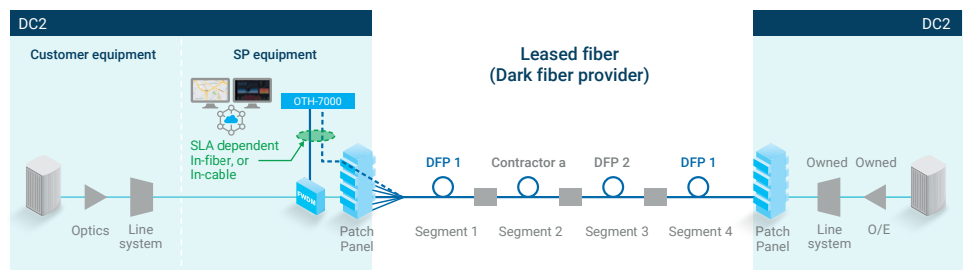 DC2
DC2
Customer equipment
SP equipment
Leased fiber
(Dark fiber provider)
OTH-7000
SLA dependent
In-fiber, or
In-cable
FWDM
DFP 1
Contractor a
DFP 2
DFP 1
Owned
Owned
Optics
Line
system
Patch
Panel
Segment 1
Segment 2
Segment 3
Segment 4
Patch
Panel
Line
system
O/E